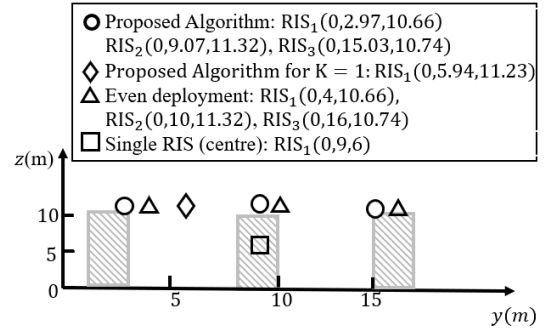 Proposed Algorithm: RIS₁(0,2.97,10.66)
RIS₂(0,9.07,11.32), RIS₃(0,15.03,10.74)
Proposed Algorithm for K = 1: RIS₁(0,5.94,11.23)
Even deployment: RIS₁(0,4,10.66),
RIS₂(0,10,11.32), RIS₃(0,16,10.74)
Single RIS (centre): RIS₁(0,9,6)
z(m)
10
5
0
5
10
15
y(m)